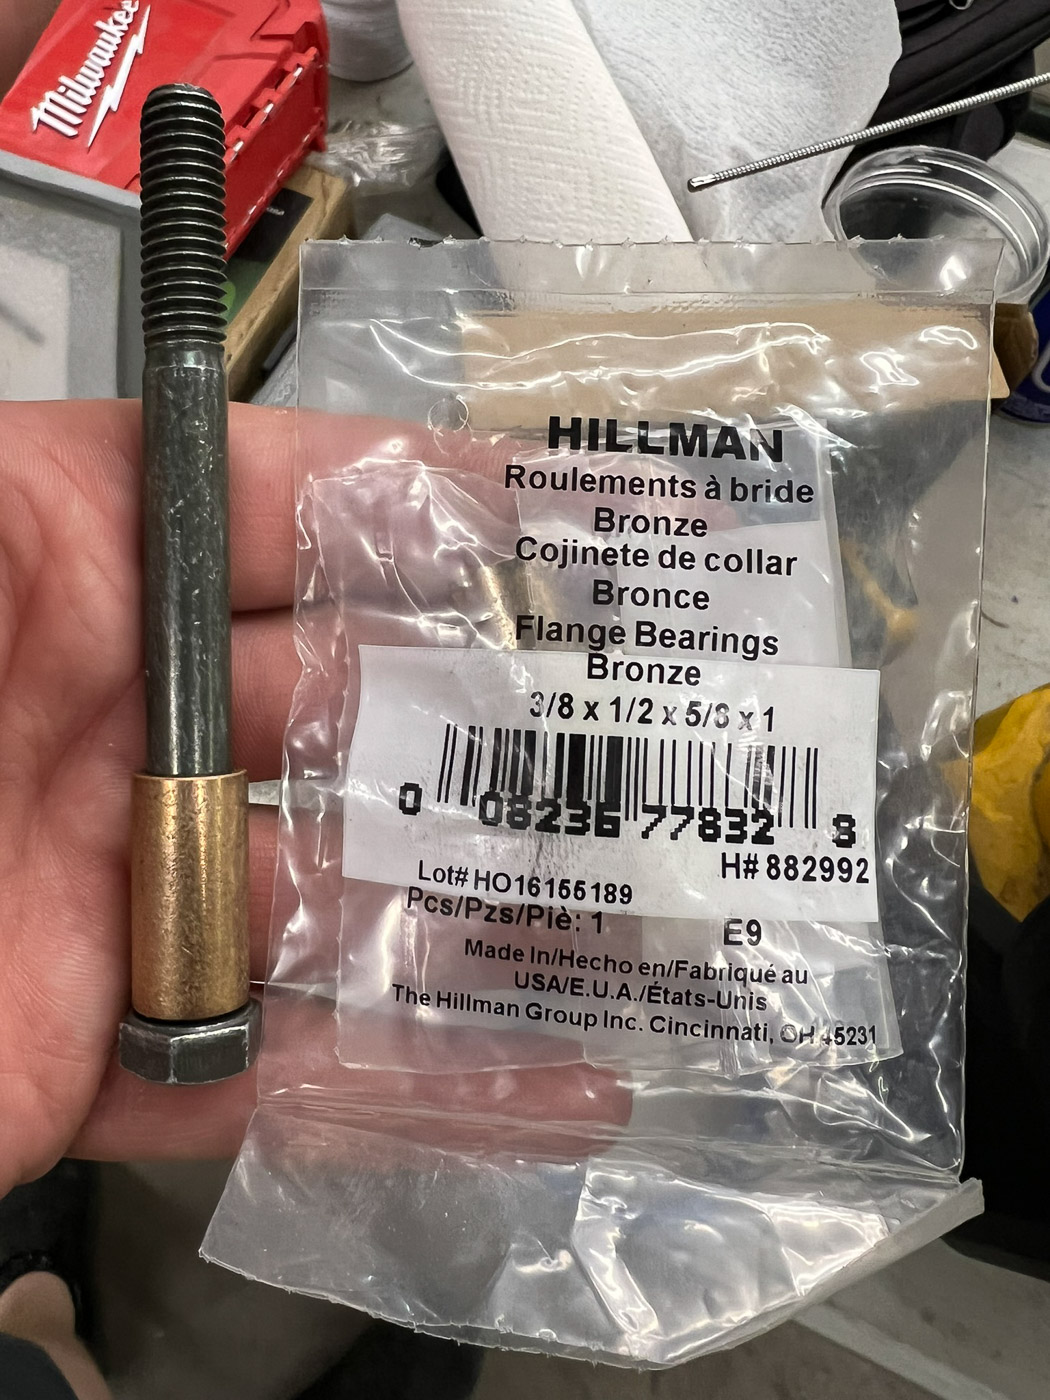 Milwaukee
HILLMAN
Roulements à bride
Bronze
Cojinete de collar
Bronce
Flange Bearings
Bronze
3/8 x 1/2 x 5/8 x 1
0 08236 77832 8
H# 882992
Lot# HO16155189
Pcs/Pzs/Piè: 1
E9
Made In/Hecho en/Fabriqué au
USA/E.U.A./États-Unis
The Hillman Group Inc. Cincinnati, OH 45231